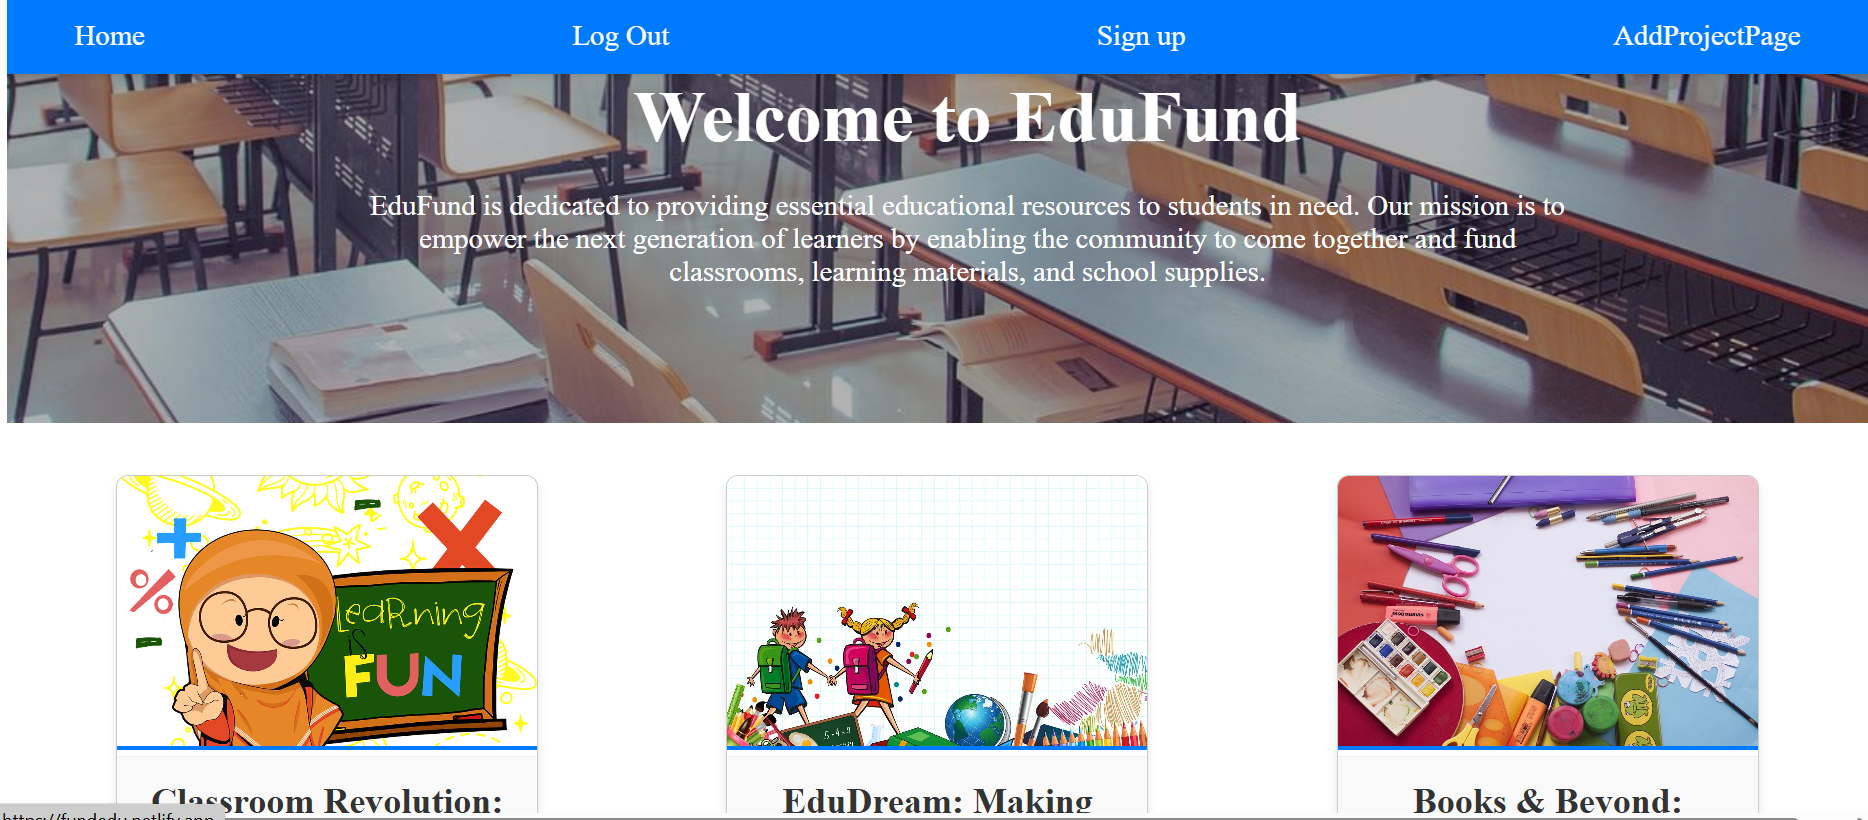 Home
Log Out
Sign up
AddProjectPage
Welcome to EduFund
EduFund is dedicated to providing essential educational resources to students in need. Our mission is to
empower the next generation of learners by enabling the community to come together and fund
classrooms, learning materials, and school supplies.
LeaRning
iS
FUN
5+4=9
Classroom Revolution:
EduDream: Making
Books & Beyond:
https://fundedu.netlify.app